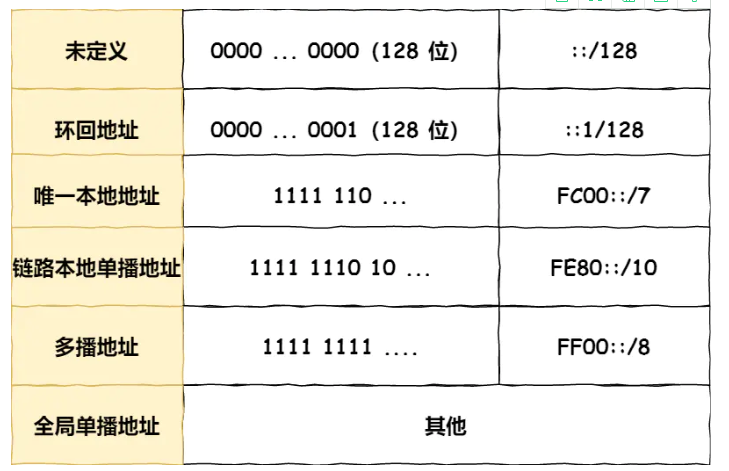 未定义 0000 ... 0000 (128 位) ::/128
环回地址 0000 ... 0001 (128 位) ::1/128
唯一本地地址 1111 110 ... FC00::/7
链路本地单播地址 1111 1110 10 ... FE80::/10
多播地址 1111 1111 .... FF00::/8
全局单播地址 其他